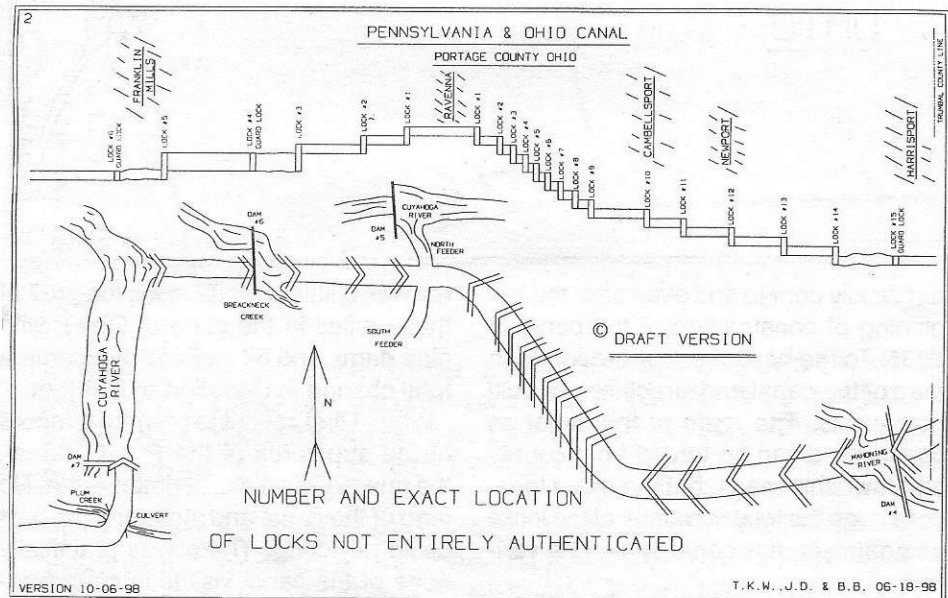 2
PENNSYLVANIA & OHIO CANAL
PORTAGE COUNTY OHIO
TRUMBAL COUNTY LINE
FRANKLIN
MILLS
RAVENNA
CAMBELLSPORT
NEWPORT
HARRISPORT
LOCK #6
GUARD LOCK
LOCK #5
LOCK #4
GUARD LOCK
LOCK #3
LOCK #2
?.
LOCK #1
LOCK #1
LOCK #2
LOCK #3
LOCK #4
LOCK #5
LOCK #6
LOCK #7
LOCK #8
LOCK #9
LOCK #10
LOCK #11
LOCK #12
LOCK #13
LOCK #14
LOCK #15
GUARD LOCK
CUYAHOGA
RIVER
DAM
#5
NORTH
FEEDER
DAM
#6
BREACKNECK
CREEK
SOUTH
FEEDER
© DRAFT VERSION
CUYAHOGA
RIVER
N
MAHONING
RIVER
DAM
#4
DAM
#7
PLUM
CREEK
CULVERT
NUMBER AND EXACT LOCATION
OF LOCKS NOT ENTIRELY AUTHENTICATED
VERSION 10-06-98
T.K.W., J.D. & B.B. 06-18-98